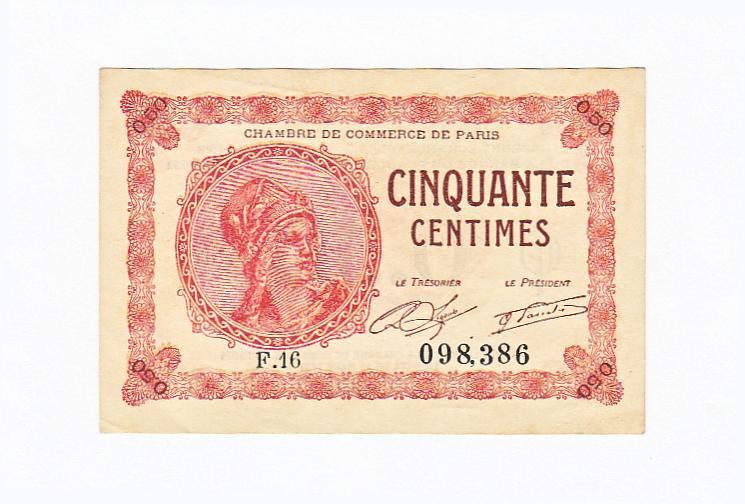 0.50
0.50
CHAMBRE DE COMMERCE DE PARIS
CINQUANTE
CENTIMES
LE TRÉSORIER LE PRÉSIDENT
F.16 098,386
0.50
0.50